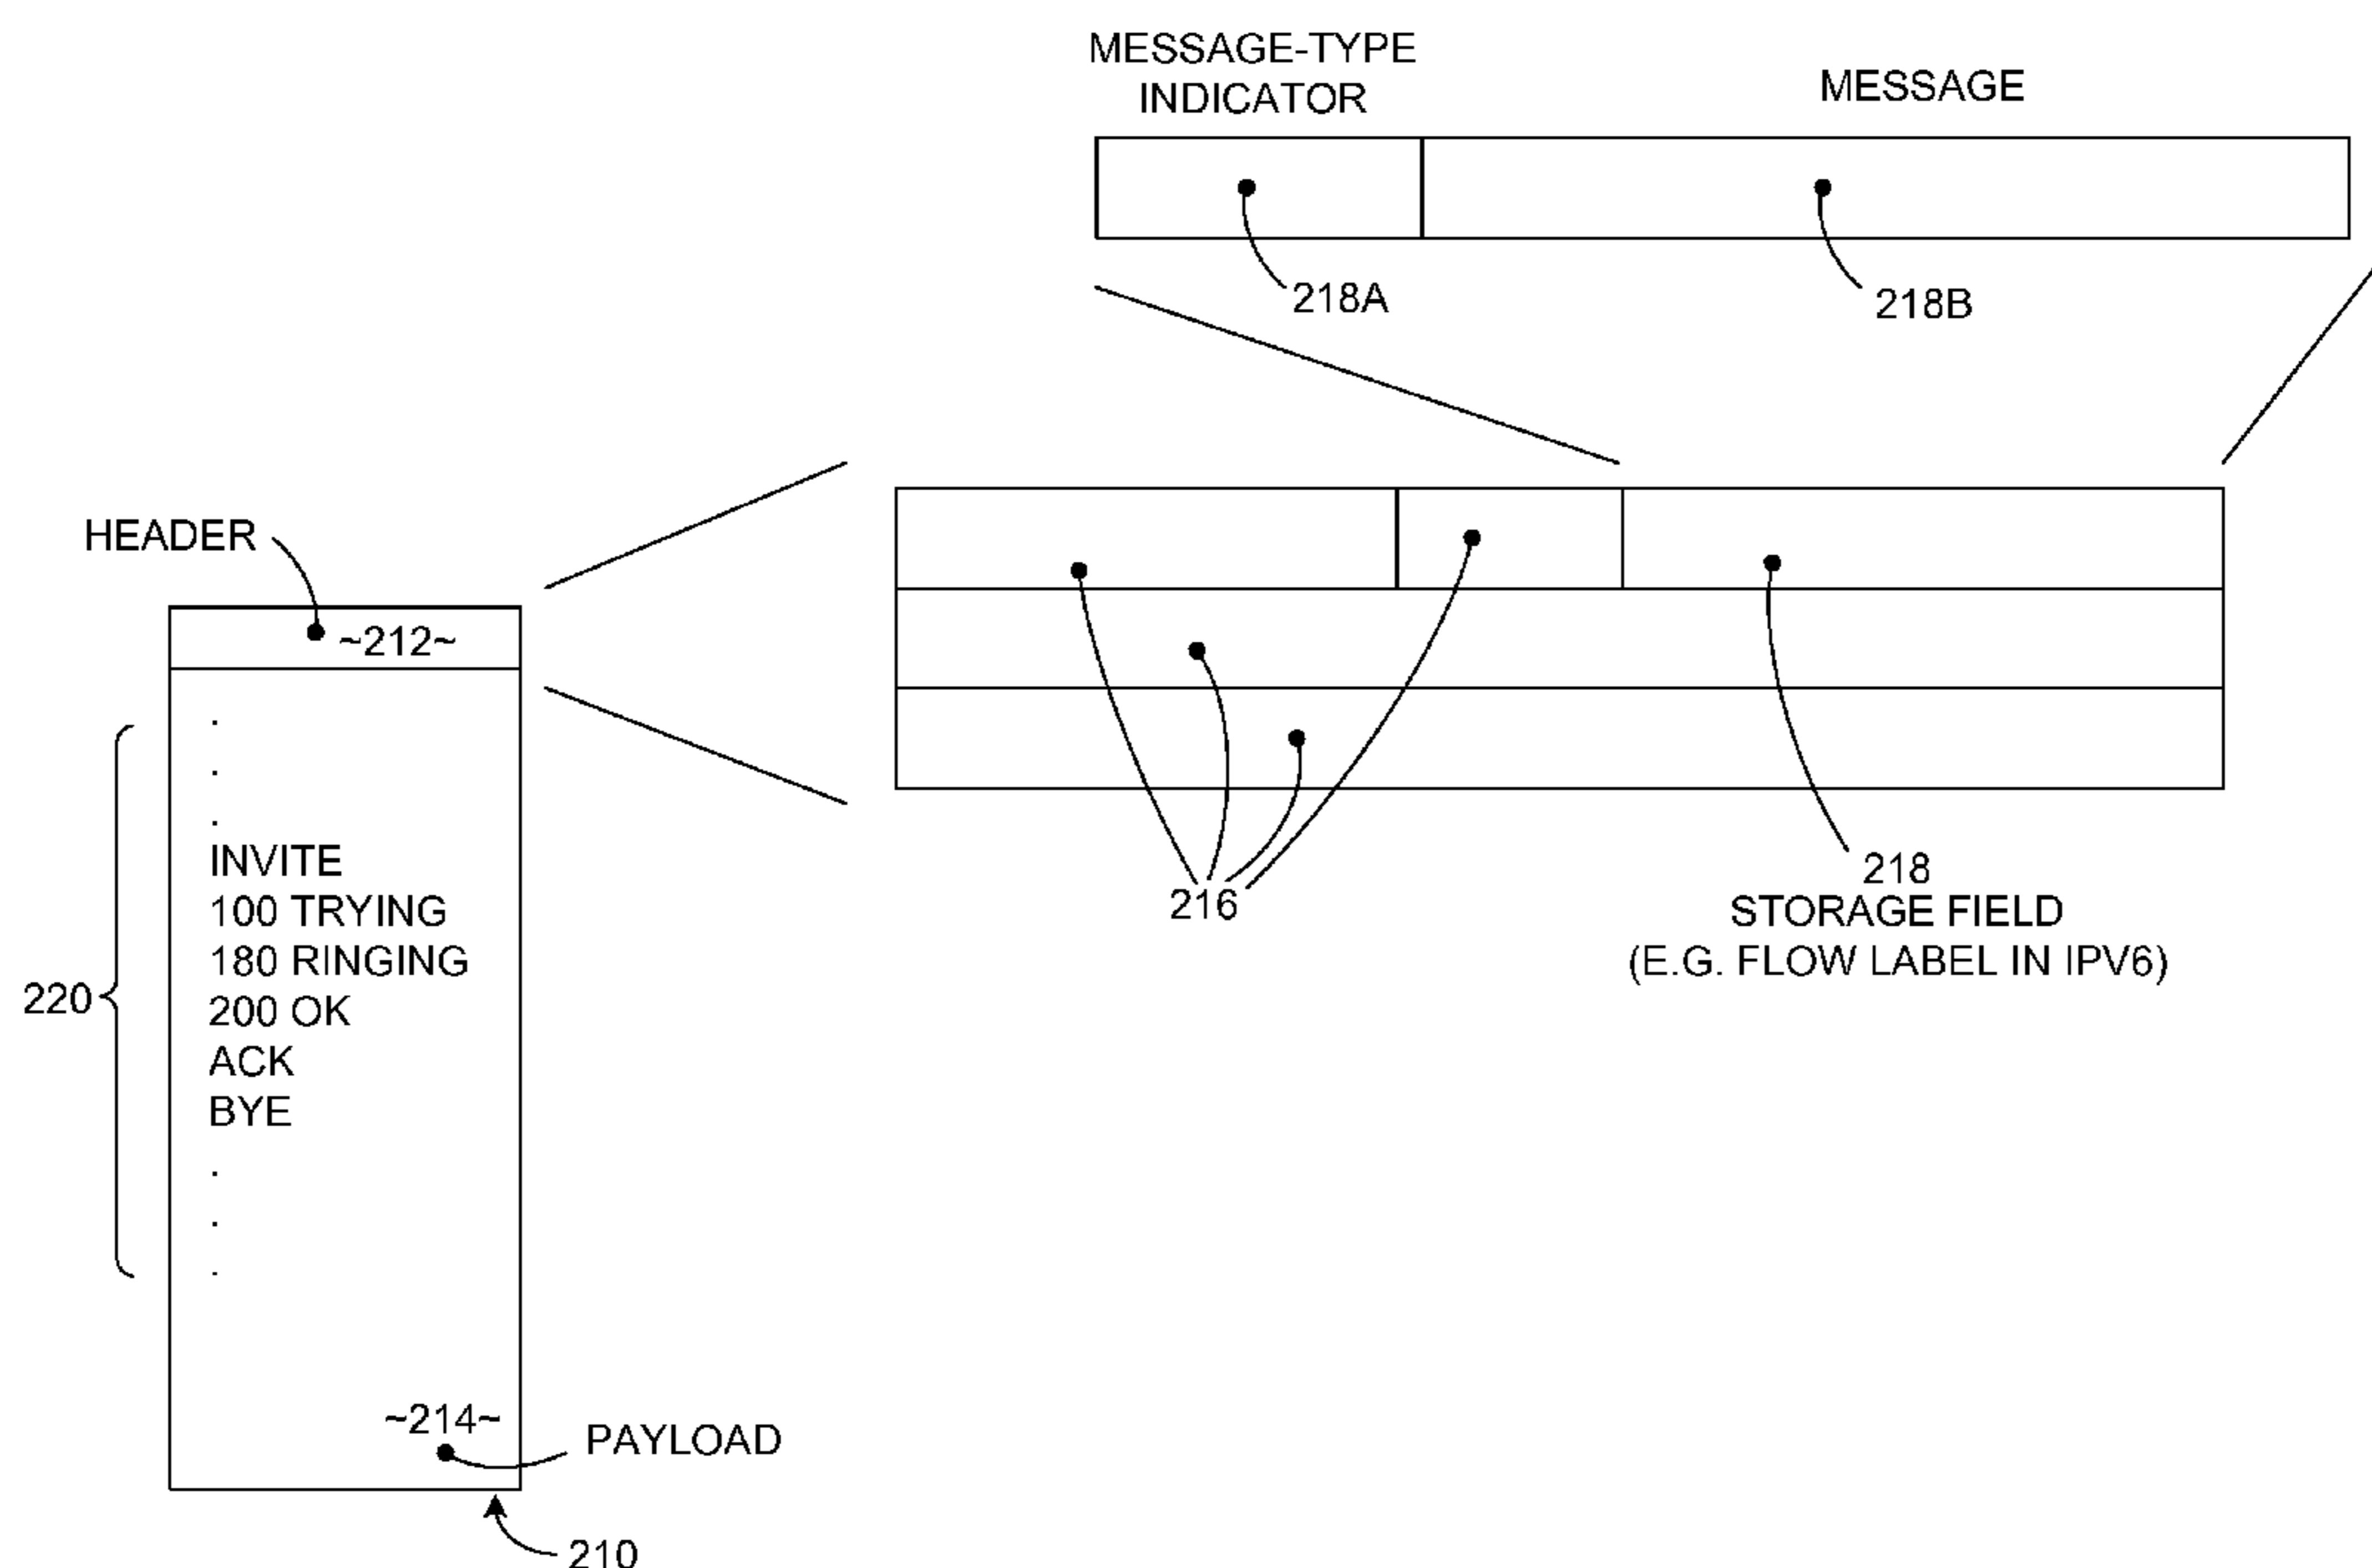 MESSAGE-TYPE
INDICATOR
MESSAGE
218A
218B
HEADER
~212~
INVITE
100 TRYING
180 RINGING
200 OK
ACK
BYE
220
216
218
STORAGE FIELD
(E.G. FLOW LABEL IN IPV6)
~214~
PAYLOAD
210